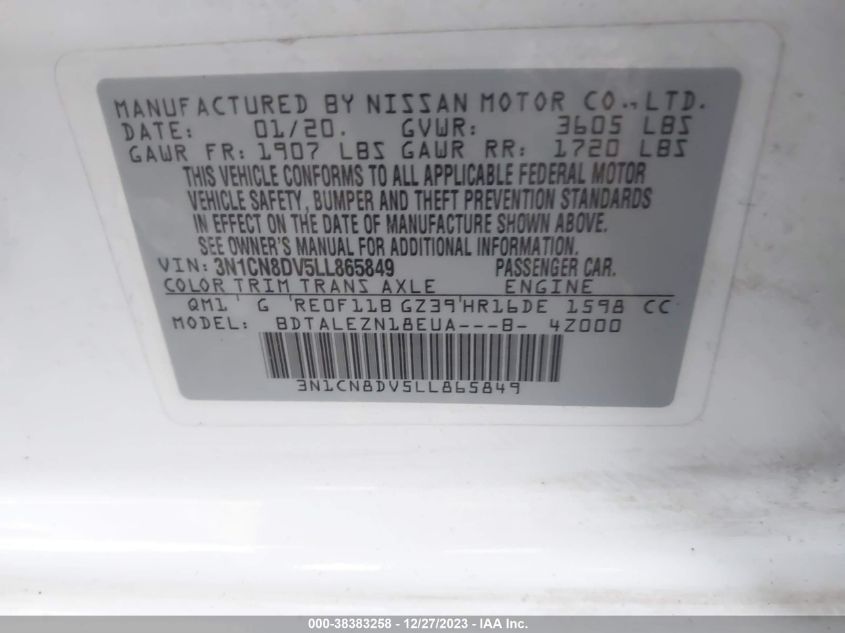 MANUFACTURED BY NISSAN MOTOR CO., LTD.
DATE: 01/20. GVWR: 3605 LBS
GAWR FR: 1907 LBS GAWR RR: 1720 LBS
THIS VEHICLE CONFORMS TO ALL APPLICABLE FEDERAL MOTOR
VEHICLE SAFETY, BUMPER AND THEFT PREVENTION STANDARDS
IN EFFECT ON THE DATE OF MANUFACTURE SHOWN ABOVE.
SEE OWNER'S MANUAL FOR ADDITIONAL INFORMATION.
VIN: 3N1CN8DV5LL865849 PASSENGER CAR.
COLOR TRIM TRANS AXLE ENGINE
QM1 G RE0F11B GZ39 HR16DE 1598 CC
MODEL: BDTALEZN18EUA---B- 4Z000
3N1CN8DV5LL865849
000-38383258 - 12/27/2023 - IAA Inc.